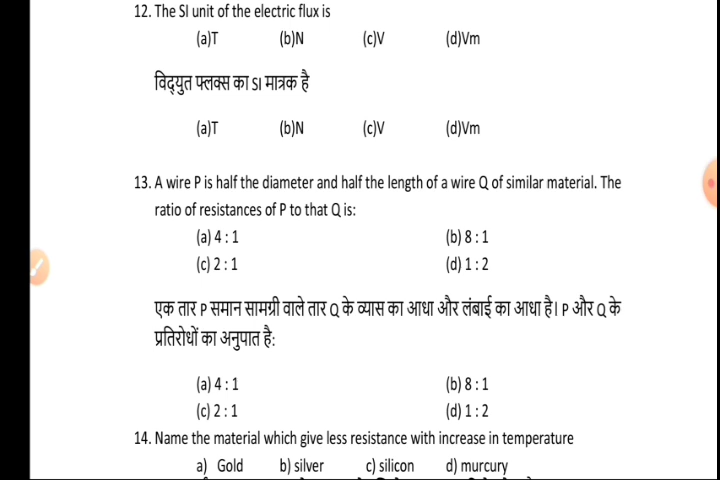 12. The SI unit of the electric flux is
(a)T (b)N (c)V (d)Vm
विद्युत फ्लक्स का SI मात्रक है
(a)T (b)N (c)V (d)Vm
13. A wire P is half the diameter and half the length of a wire Q of similar material. The
ratio of resistances of P to that Q is:
(a) 4 : 1 (b) 8 : 1
(c) 2 : 1 (d) 1 : 2
एक तार P समान सामग्री वाले तार Q के व्यास का आधा और लंबाई का आधा है। P और Q के
प्रतिरोधों का अनुपात है:
(a) 4 : 1 (b) 8 : 1
(c) 2 : 1 (d) 1 : 2
14. Name the material which give less resistance with increase in temperature
a) Gold b) silver c) silicon d) murcury